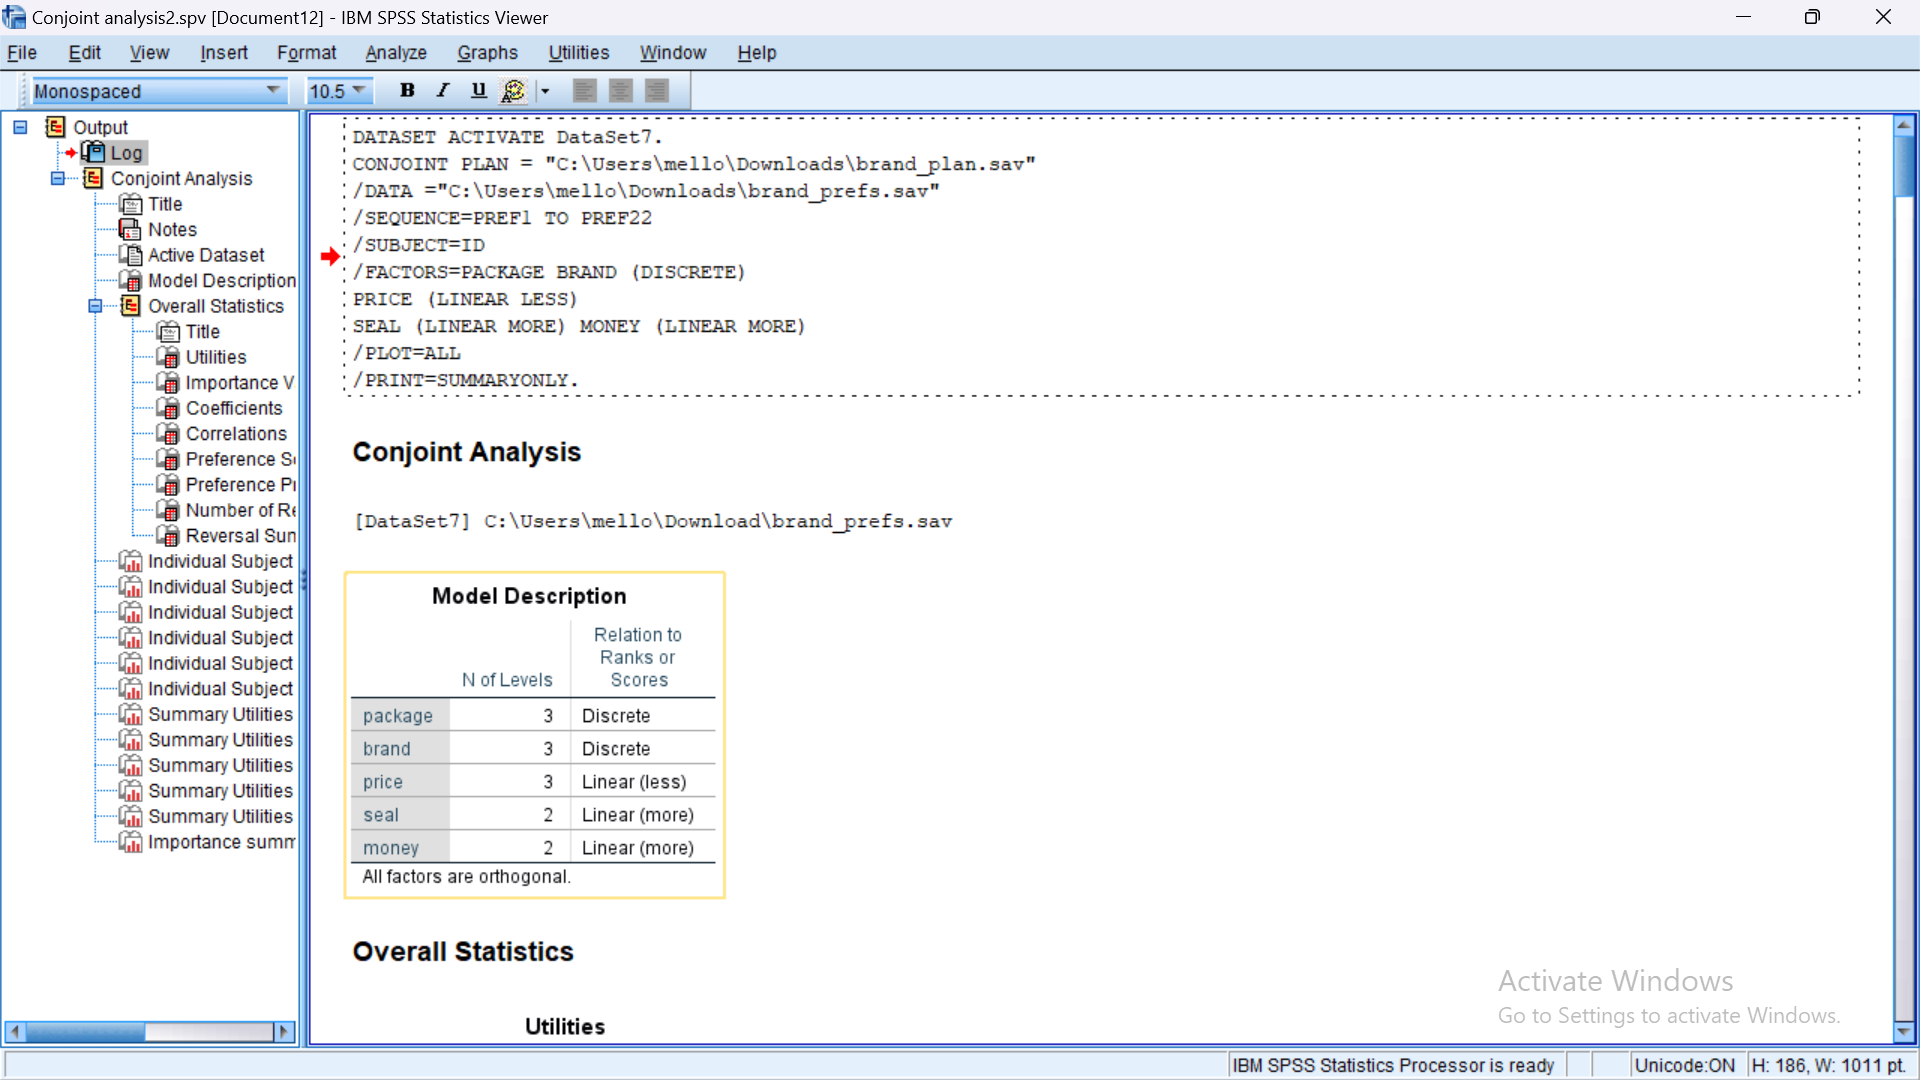 Conjoint analysis2.spv [Document12] - IBM SPSS Statistics Viewer
File Edit View Insert Format Analyze Graphs Utilities Window Help
Monospaced 10.5 B I U
Output
Log
Conjoint Analysis
Title
Notes
Active Dataset
Model Description
Overall Statistics
Title
Utilities
Importance V
Coefficients
Correlations
Preference S
Preference P
Number of Re
Reversal Sum
Individual Subject
Individual Subject
Individual Subject
Individual Subject
Individual Subject
Individual Subject
Summary Utilities
Summary Utilities
Summary Utilities
Summary Utilities
Summary Utilities
Importance summ
DATASET ACTIVATE DataSet7.
CONJOINT PLAN = "C:\Users\mello\Downloads\brand_plan.sav"
/DATA ="C:\Users\mello\Downloads\brand_prefs.sav"
/SEQUENCE=PREF1 TO PREF22
/SUBJECT=ID
/FACTORS=PACKAGE BRAND (DISCRETE)
PRICE (LINEAR LESS)
SEAL (LINEAR MORE) MONEY (LINEAR MORE)
/PLOT=ALL
/PRINT=SUMMARYONLY.
Conjoint Analysis
[DataSet7] C:\Users\mello\Download\brand_prefs.sav
Model Description
N of Levels Relation to
Ranks or
Scores
package 3 Discrete
brand 3 Discrete
price 3 Linear (less)
seal 2 Linear (more)
money 2 Linear (more)
All factors are orthogonal.
Overall Statistics
Utilities
Activate Windows
Go to Settings to activate Windows.
IBM SPSS Statistics Processor is ready Unicode:ON H: 186, W: 1011 pt.